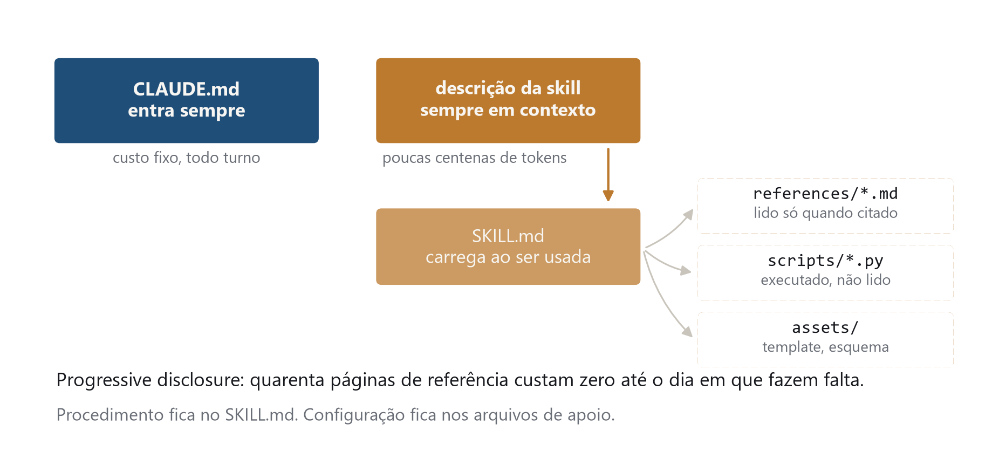 CLAUDE.md
entra sempre
custo fixo, todo turno
descrição da skill
sempre em contexto
poucas centenas de tokens
SKILL.md
carrega ao ser usada
references/*.md
lido só quando citado
scripts/*.py
executado, não lido
assets/
template, esquema
Progressive disclosure: quarenta páginas de referência custam zero até o dia em que fazem falta.
Procedimento fica no SKILL.md. Configuração fica nos arquivos de apoio.